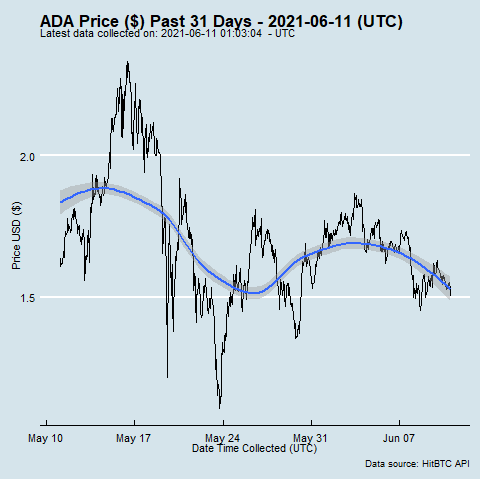 ADA Price ($) Past 31 Days - 2021-06-11 (UTC)
Latest data collected on: 2021-06-11 01:03:04 - UTC
2.0
1.5
Price USD ($)
May 10 May 17 May 24 May 31 Jun 07
Date Time Collected (UTC)
Data source: HitBTC API